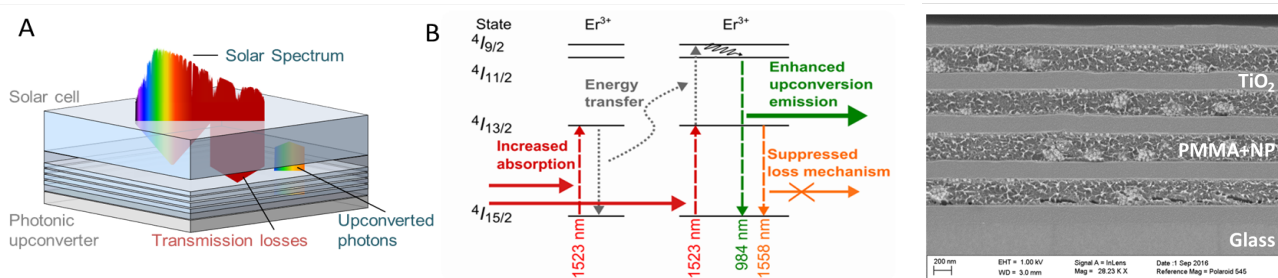 A
Solar Spectrum
Solar cell
Photonic
upconverter
Transmission losses
Upconverted
photons
B
State
Er³⁺
Er³⁺
⁴I₉/₂
⁴I₁₁/₂
⁴I₁₃/₂
⁴I₁₅/₂
Energy
transfer
Increased
absorption
Enhanced
upconversion
emission
Suppressed
loss mechanism
1523 nm
1523 nm
984 nm
1558 nm
TiO₂
PMMA+NP
Glass
200 nm
EHT = 1.00 kV
WD = 3.0 mm
Signal A = InLens
Mag = 28.23 K X
Date :1 Sep 2016
Reference Mag = Polaroid 545